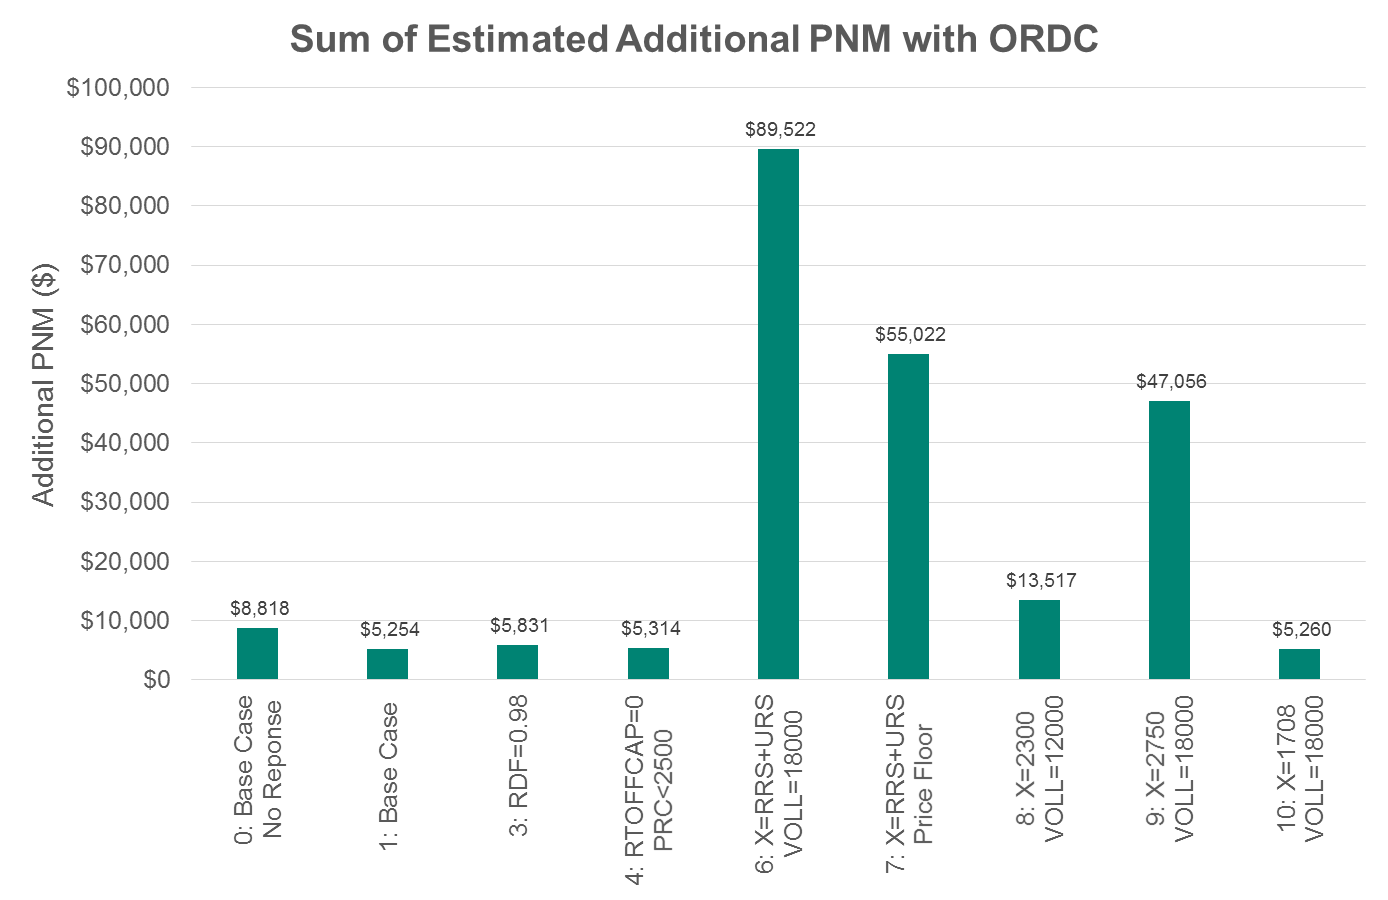 Sum of Estimated Additional PNM with ORDC
Additional PNM ($)
$100,000
$90,000
$80,000
$70,000
$60,000
$50,000
$40,000
$30,000
$20,000
$10,000
$0
$8,818
$5,254
$5,831
$5,314
$89,522
$55,022
$13,517
$47,056
$5,260
0: Base Case
No Reponse
1: Base Case
3: RDF=0.98
4: RTOFFCAP=0
PRC<2500
6: X=RRS+URS
VOLL=18000
7: X=RRS+URS
Price Floor
8: X=2300
VOLL=12000
9: X=2750
VOLL=18000
10: X=1708
VOLL=18000